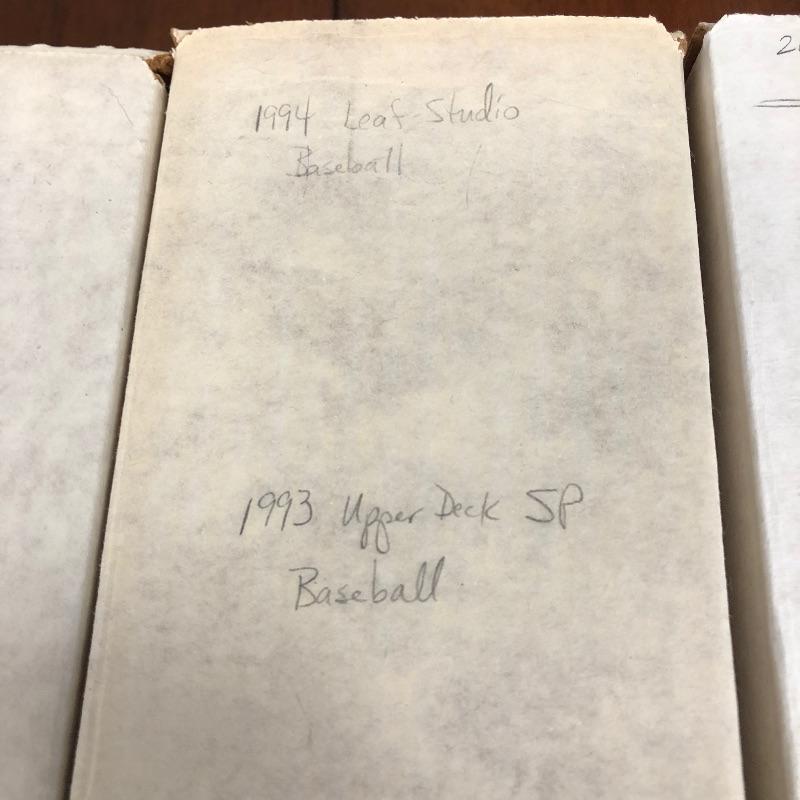 1994 Leaf Studio
Baseball
1993 Upper Deck SP
Baseball